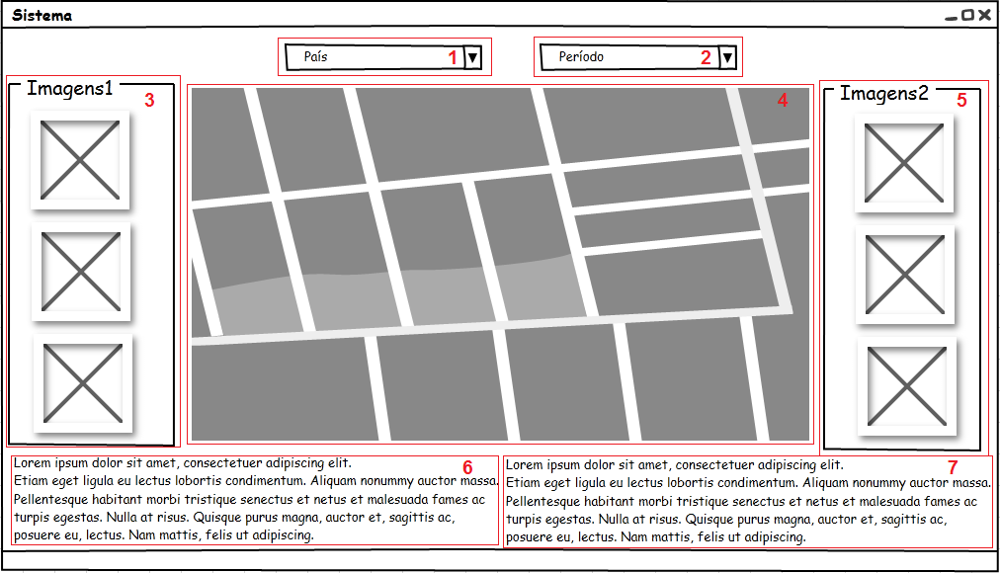 Sistema
País 1
Período 2
Imagens1 3
4
Imagens2 5
6
Lorem ipsum dolor sit amet, consectetuer adipiscing elit.
Etiam eget ligula eu lectus lobortis condimentum. Aliquam nonummy auctor massa.
Pellentesque habitant morbi tristique senectus et netus et malesuada fames ac
turpis egestas. Nulla at risus. Quisque purus magna, auctor et, sagittis ac,
posuere eu, lectus. Nam mattis, felis ut adipiscing.
7
Lorem ipsum dolor sit amet, consectetuer adipiscing elit.
Etiam eget ligula eu lectus lobortis condimentum. Aliquam nonummy auctor massa.
Pellentesque habitant morbi tristique senectus et netus et malesuada fames ac
turpis egestas. Nulla at risus. Quisque purus magna, auctor et, sagittis ac,
posuere eu, lectus. Nam mattis, felis ut adipiscing.